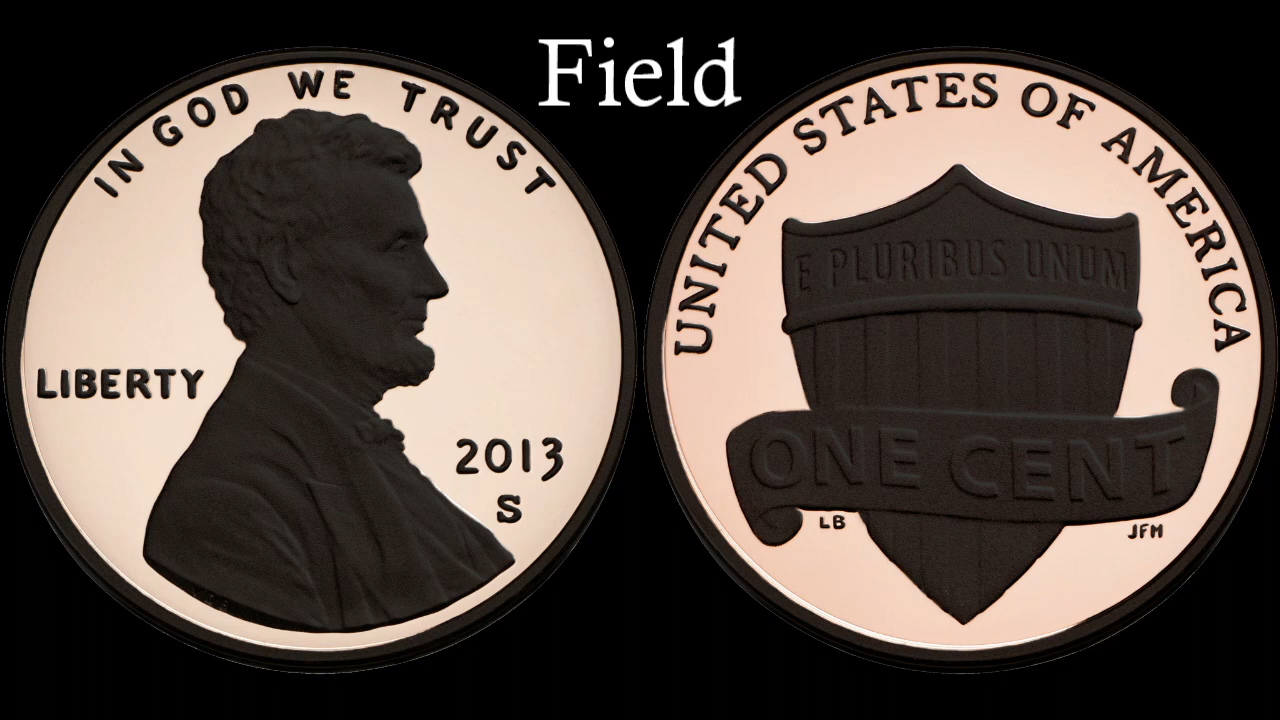 Field
IN GOD WE TRUST
LIBERTY
2013
S
UNITED STATES OF AMERICA
E PLURIBUS UNUM
ONE CENT
LB
JFM